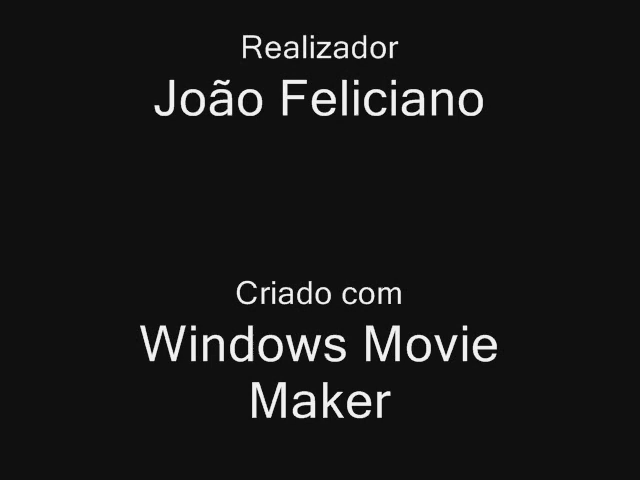 Realizador
João Feliciano
Criado com
Windows Movie
Maker